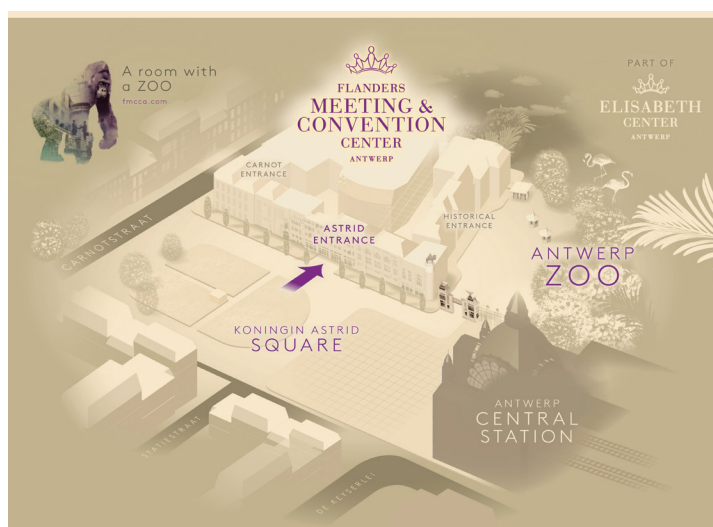 A room with
a ZOO
fmcca.com
FLANDERS
MEETING &
CONVENTION
CENTER
ANTWERP
PART OF
ELISABETH
CENTER
ANTWERP
CARNOT
ENTRANCE
HISTORICAL
ENTRANCE
ASTRID
ENTRANCE
CARNOTSTRAAT
ANTWERP
ZOO
KONINGIN ASTRID
SQUARE
ANTWERP
CENTRAL
STATION
STATIESTRAAT
DE KEYSERLEI